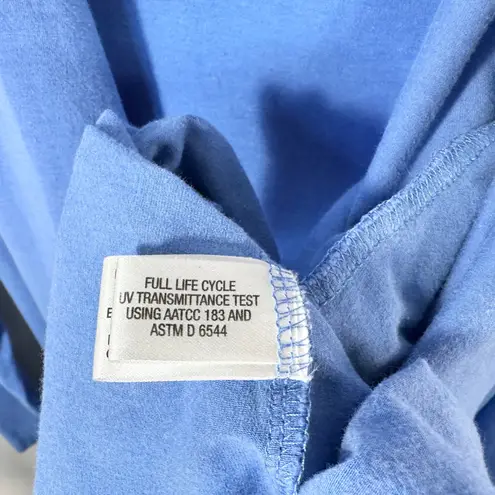 FULL LIFE CYCLE
UV TRANSMITTANCE TEST
USING AATCC 183 AND
ASTM D 6544